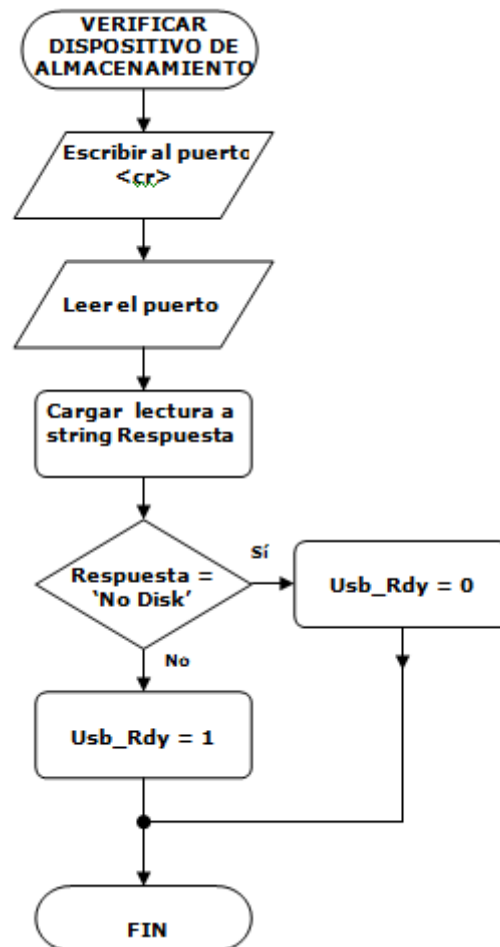 VERIFICAR
DISPOSITIVO DE
ALMACENAMIENTO
Escribir al puerto
<cr>
Leer el puerto
Cargar lectura a
string Respuesta
Respuesta =
‘No Disk’
Sí
Usb_Rdy = 0
No
Usb_Rdy = 1
FIN